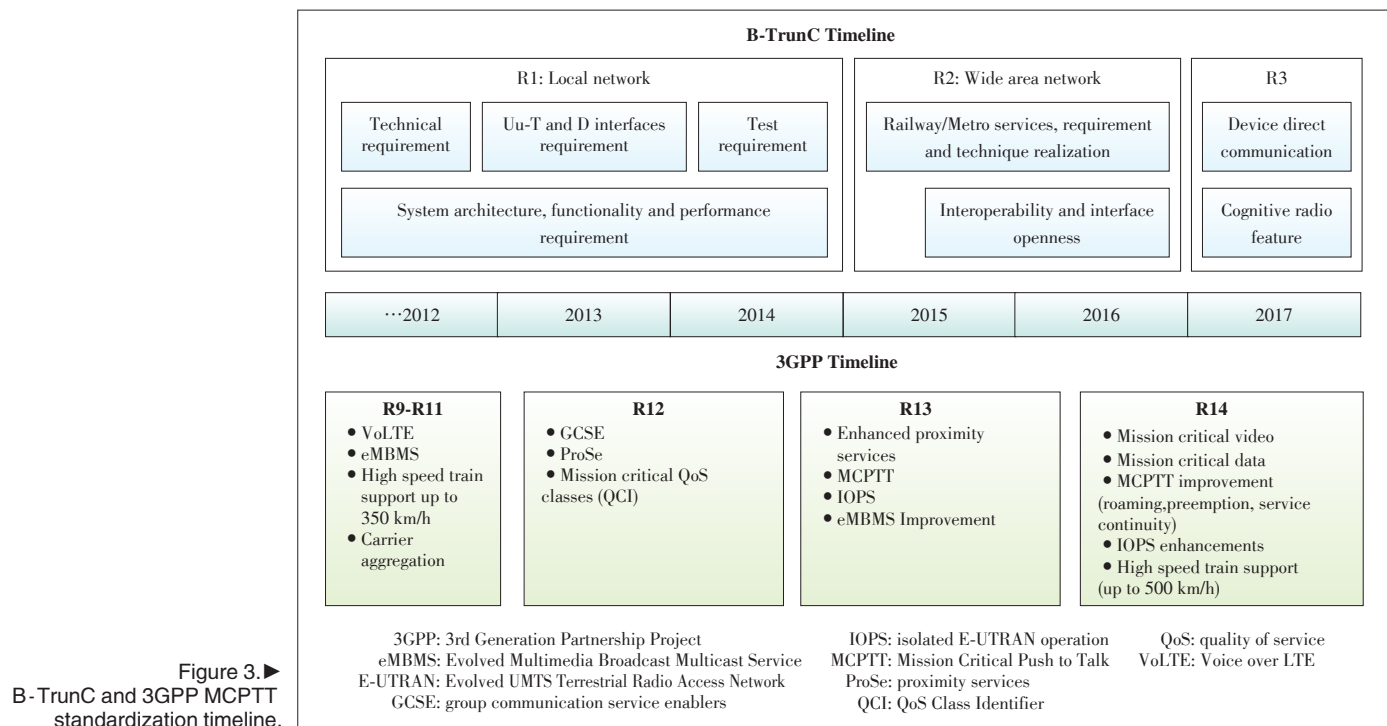 B-TrunC Timeline
R1: Local network
Technical
requirement
Uu-T and D interfaces
requirement
Test
requirement
System architecture, functionality and performance
requirement
R2: Wide area network
Railway/Metro services, requirement
and technique realization
Interoperability and interface
openness
R3
Device direct
communication
Cognitive radio
feature
···2012
2013
2014
2015
2016
2017
3GPP Timeline
R9-R11
● VoLTE
● eMBMS
● High speed train
support up to
350 km/h
● Carrier
aggregation
R12
● GCSE
● ProSe
● Mission critical QoS
classes (QCI)
R13
● Enhanced proximity
services
● MCPTT
● IOPS
● eMBMS Improvement
R14
● Mission critical video
● Mission critical data
● MCPTT improvement
(roaming,preemption, service
continuity)
● IOPS enhancements
● High speed train support
(up to 500 km/h)
3GPP: 3rd Generation Partnership Project
eMBMS: Evolved Multimedia Broadcast Multicast Service
E-UTRAN: Evolved UMTS Terrestrial Radio Access Network
GCSE: group communication service enablers
IOPS: isolated E-UTRAN operation
MCPTT: Mission Critical Push to Talk
ProSe: proximity services
QCI: QoS Class Identifier
QoS: quality of service
VoLTE: Voice over LTE
Figure 3.►
B-TrunC and 3GPP MCPTT
standardization timeline.